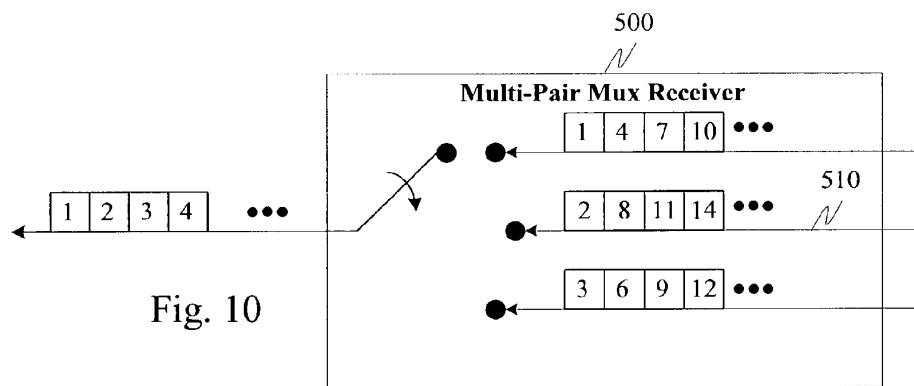 500
Multi-Pair Mux Receiver
1 4 7 10 •••
510
1 2 3 4 •••
2 8 11 14 •••
3 6 9 12 •••
Fig. 10